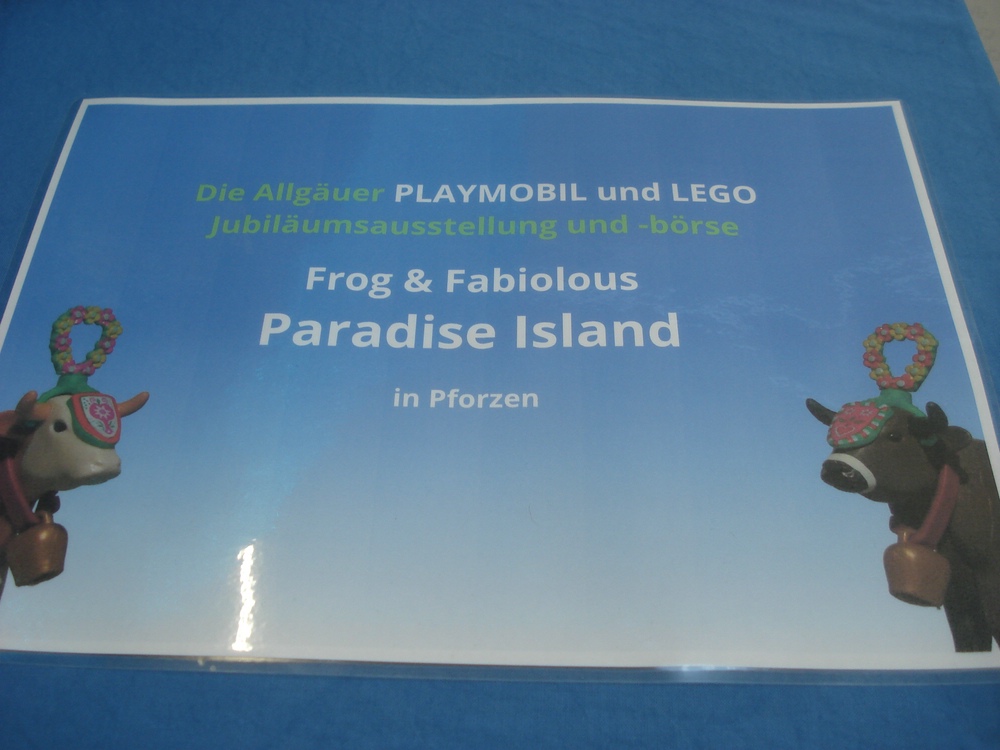 Die Allgäuer PLAYMOBIL und LEGO
Jubiläumsausstellung und -börse
Frog & Fabiolous
Paradise Island
in Pforzen